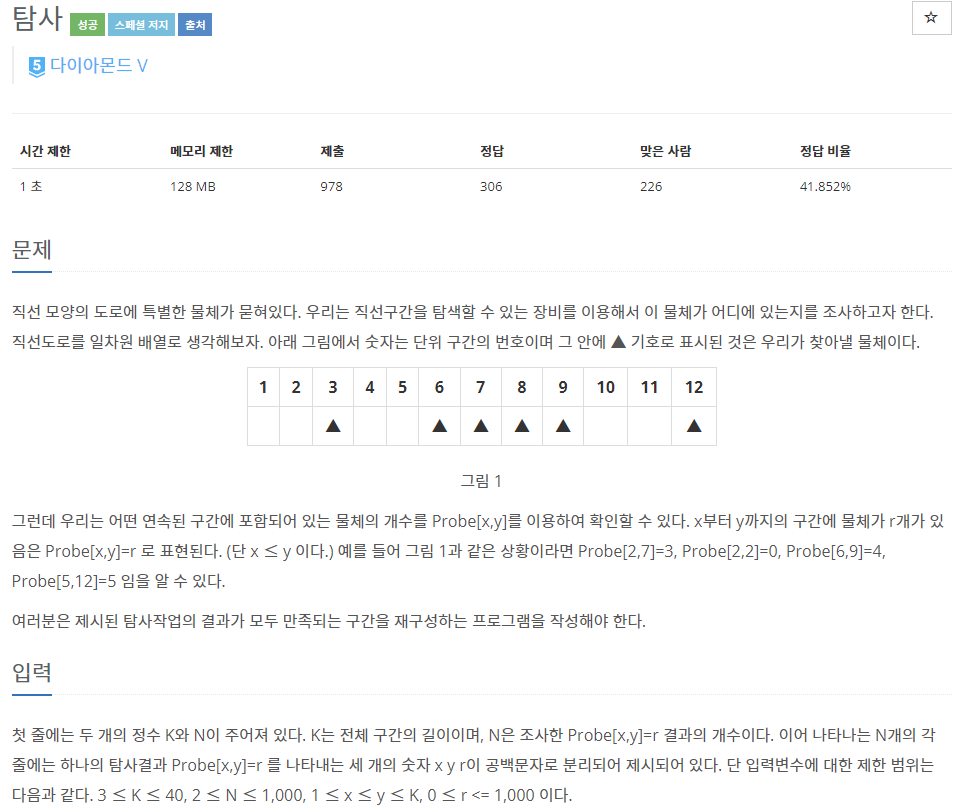 탐사 성공 스페셜 저지 출처
☆
5 다이아몬드 V
시간 제한 메모리 제한 제출 정답 맞은 사람 정답 비율
1 초 128 MB 978 306 226 41.852%
문제
직선 모양의 도로에 특별한 물체가 묻혀있다. 우리는 직선구간을 탐색할 수 있는 장비를 이용해서 이 물체가 어디에 있는지를 조사하고자 한다.
직선도로를 일차원 배열로 생각해보자. 아래 그림에서 숫자는 단위 구간의 번호이며 그 안에 ▲ 기호로 표시된 것은 우리가 찾아낼 물체이다.
1 2 3 4 5 6 7 8 9 10 11 12
▲ ▲ ▲ ▲ ▲ ▲
그림 1
그런데 우리는 어떤 연속된 구간에 포함되어 있는 물체의 개수를 Probe[x,y]를 이용하여 확인할 수 있다. x부터 y까지의 구간에 물체가 r개가 있
음은 Probe[x,y]=r 로 표현된다. (단 x ≤ y 이다.) 예를 들어 그림 1과 같은 상황이라면 Probe[2,7]=3, Probe[2,2]=0, Probe[6,9]=4,
Probe[5,12]=5 임을 알 수 있다.
여러분은 제시된 탐사작업의 결과가 모두 만족되는 구간을 재구성하는 프로그램을 작성해야 한다.
입력
첫 줄에는 두 개의 정수 K와 N이 주어져 있다. K는 전체 구간의 길이이며, N은 조사한 Probe[x,y]=r 결과의 개수이다. 이어 나타나는 N개의 각
줄에는 하나의 탐사결과 Probe[x,y]=r 를 나타내는 세 개의 숫자 x y r이 공백문자로 분리되어 제시되어 있다. 단 입력변수에 대한 제한 범위는
다음과 같다. 3 ≤ K ≤ 40, 2 ≤ N ≤ 1,000, 1 ≤ x ≤ y ≤ K, 0 ≤ r <= 1,000 이다.